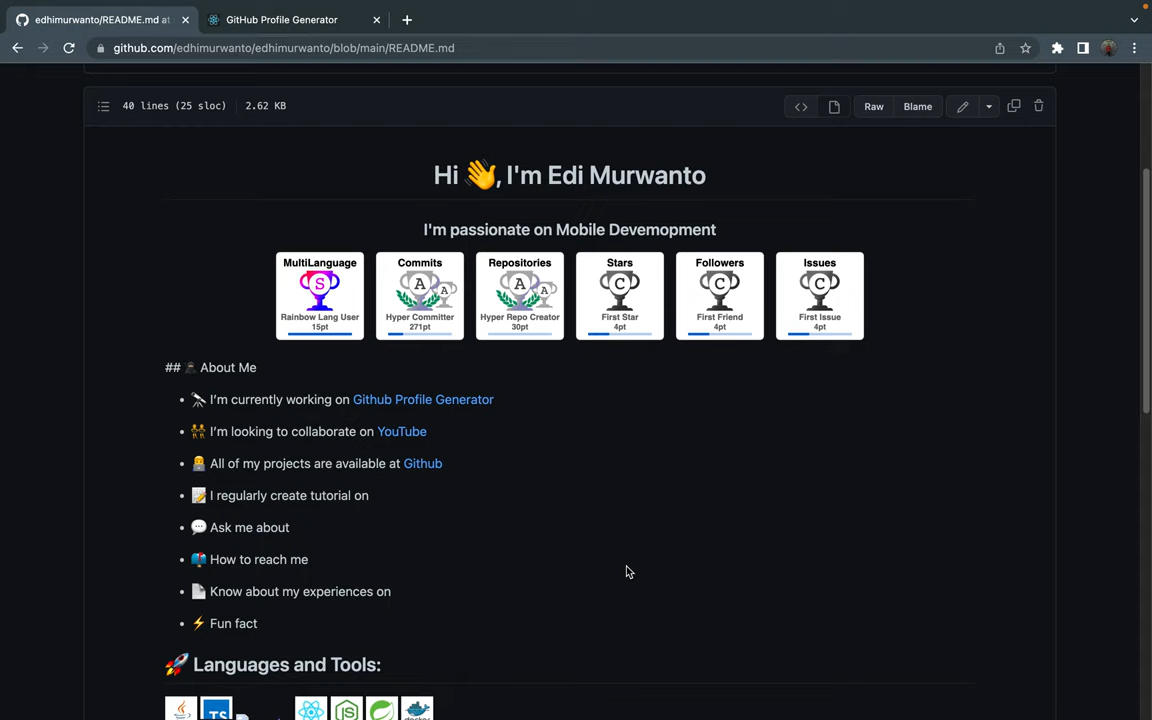 edhimurwanto/README.md at
GitHub Profile Generator
github.com/edhimurwanto/edhimurwanto/blob/main/README.md
40 lines (25 sloc) 2.62 KB
Raw Blame
Hi 👋, I'm Edi Murwanto
I'm passionate on Mobile Devemopment
MultiLanguage Commits Repositories Stars Followers Issues
S A A A A C C C
Rainbow Lang User Hyper Committer Hyper Repo Creator First Star First Friend First Issue
15pt 271pt 30pt 4pt 4pt 4pt
## About Me
I'm currently working on Github Profile Generator
I'm looking to collaborate on YouTube
All of my projects are available at Github
I regularly create tutorial on
Ask me about
How to reach me
Know about my experiences on
Fun fact
🚀 Languages and Tools:
TS
docker